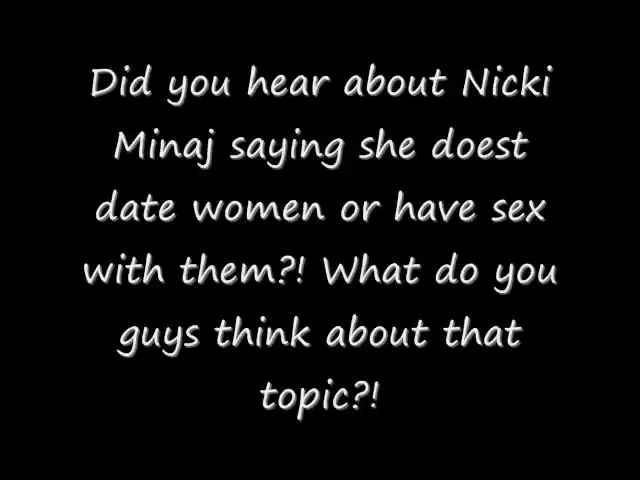 Did you hear about Nicki
Minaj saying she doest
date women or have sex
with them?! What do you
guys think about that
topic?!